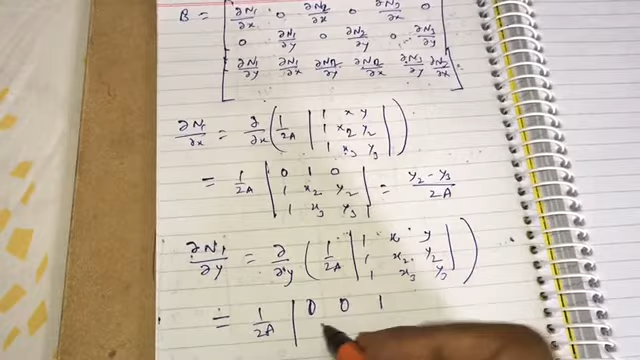 B = [ ∂N1/∂x 0 ∂N2/∂x 0 ∂N3/∂x 0
0 ∂N1/∂y 0 ∂N2/∂y 0 ∂N3/∂y
∂N1/∂y ∂N1/∂x ∂N2/∂y ∂N2/∂x ∂N3/∂y ∂N3/∂x ]
∂N1/∂x = ∂/∂x ( 1/2A | 1 x y
1 x2 y2
1 x3 y3 | )
= 1/2A | 0 1 0
1 x2 y2
1 x3 y3 | = y2 - y3 / 2A
∂N1/∂y = ∂/∂y ( 1/2A | 1 x y
1 x2 y2
1 x3 y3 | )
= 1/2A | 0 0 1